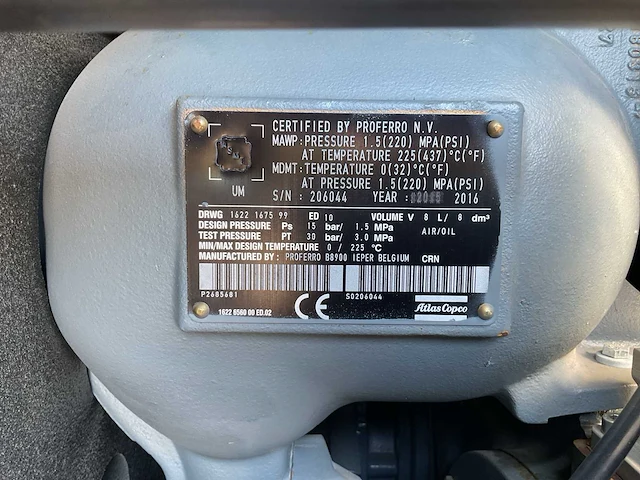 CERTIFIED BY PROFERRO N.V.
MAWP: PRESSURE 1.5(220) MPA(PSI)
AT TEMPERATURE 225(437)°C(°F)
MDMT: TEMPERATURE 0(32)°C(°F)
AT PRESSURE 1.5(220) MPA(PSI)
UM
S/N : 206044 YEAR : 2016
DRWG 1622 1675 99 ED 10 VOLUME V 8 L/ 8 dm³
DESIGN PRESSURE Ps 15 bar/ 1.5 MPa AIR/OIL
TEST PRESSURE PT 30 bar/ 3.0 MPa
MIN/MAX DESIGN TEMPERATURE 0 / 225 °C
MANUFACTURED BY: PROFERRO B8900 IEPER BELGIUM CRN
P2685681 S0206044
CE
Atlas Copco
1622 6560 00 ED.02